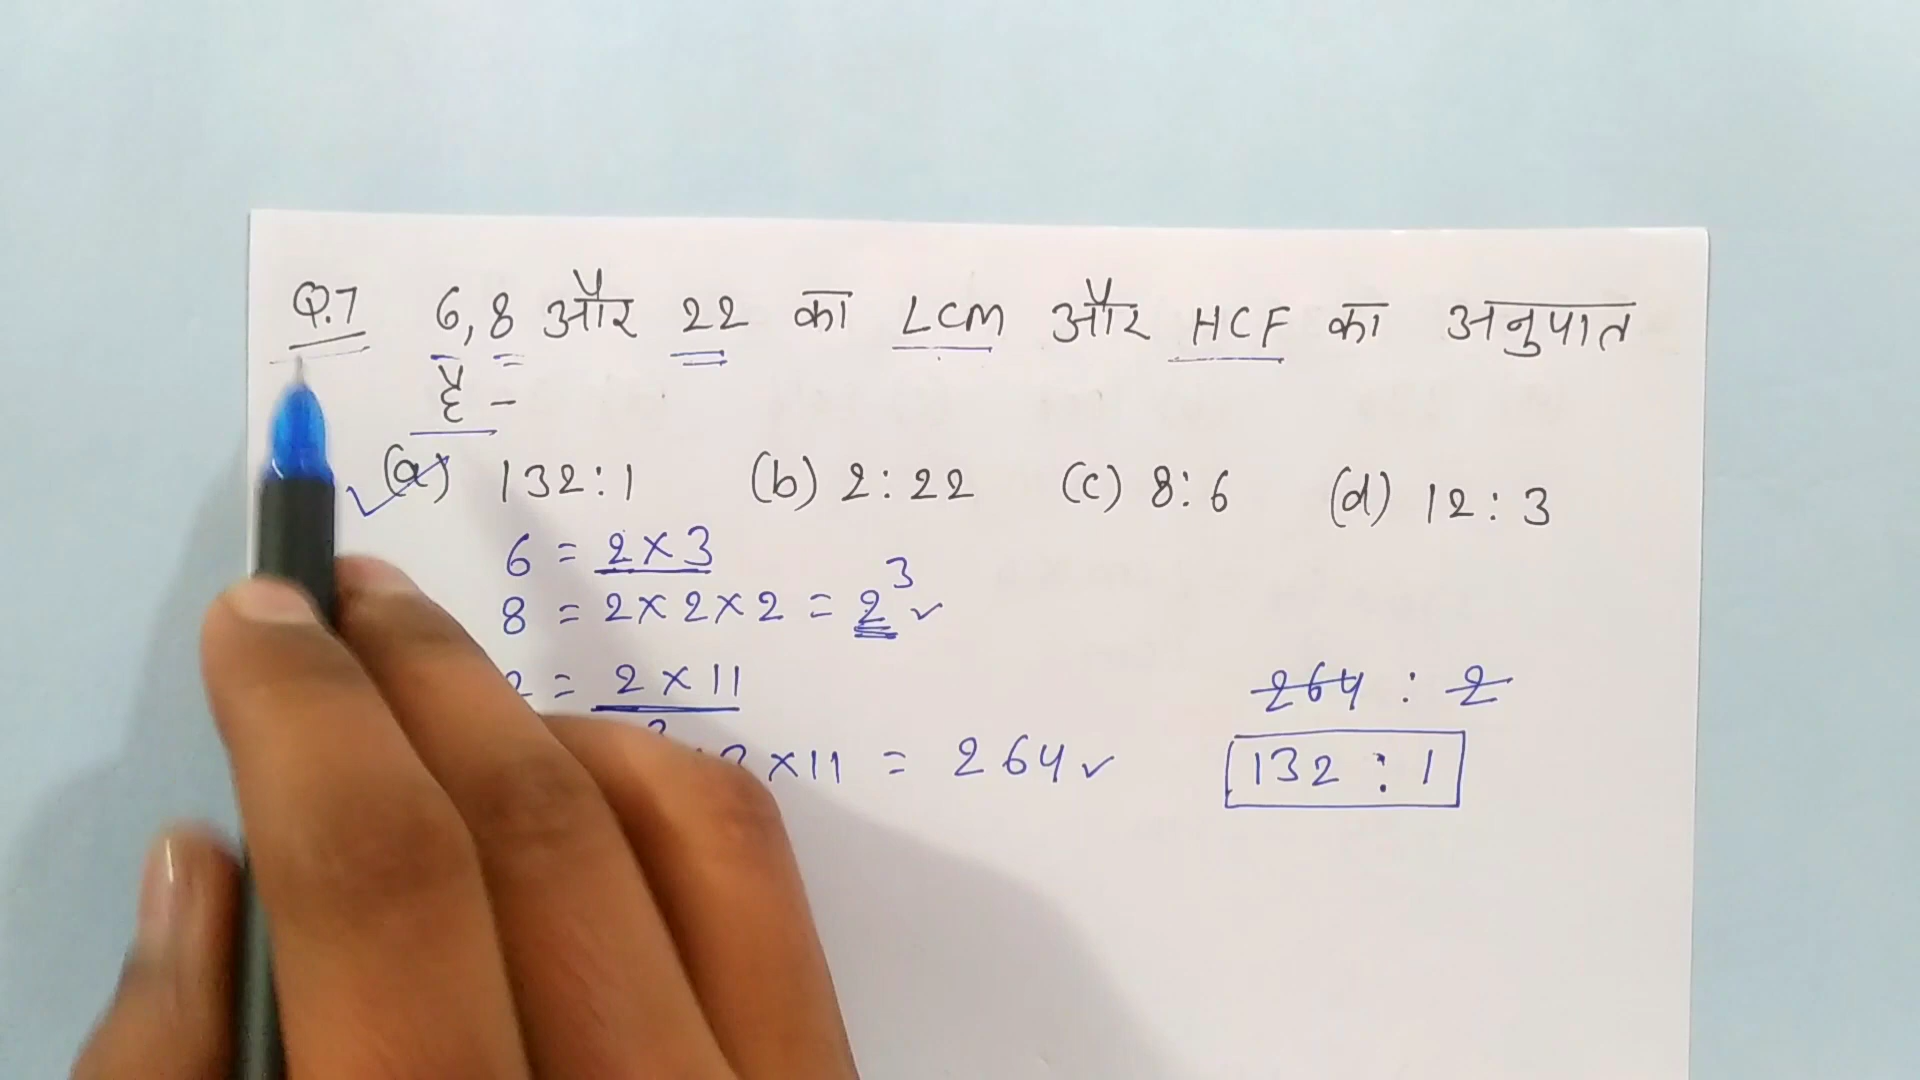 Q.7 6, 8 और 22 का LCM और HCF का अनुपात
है -
(a) 132:1 (b) 2:22 (c) 8:6 (d) 12:3
6 = 2×3
8 = 2×2×2 = 2³ ✓
2 = 2×11
264 : 2
×11 = 264 ✓
132 : 1